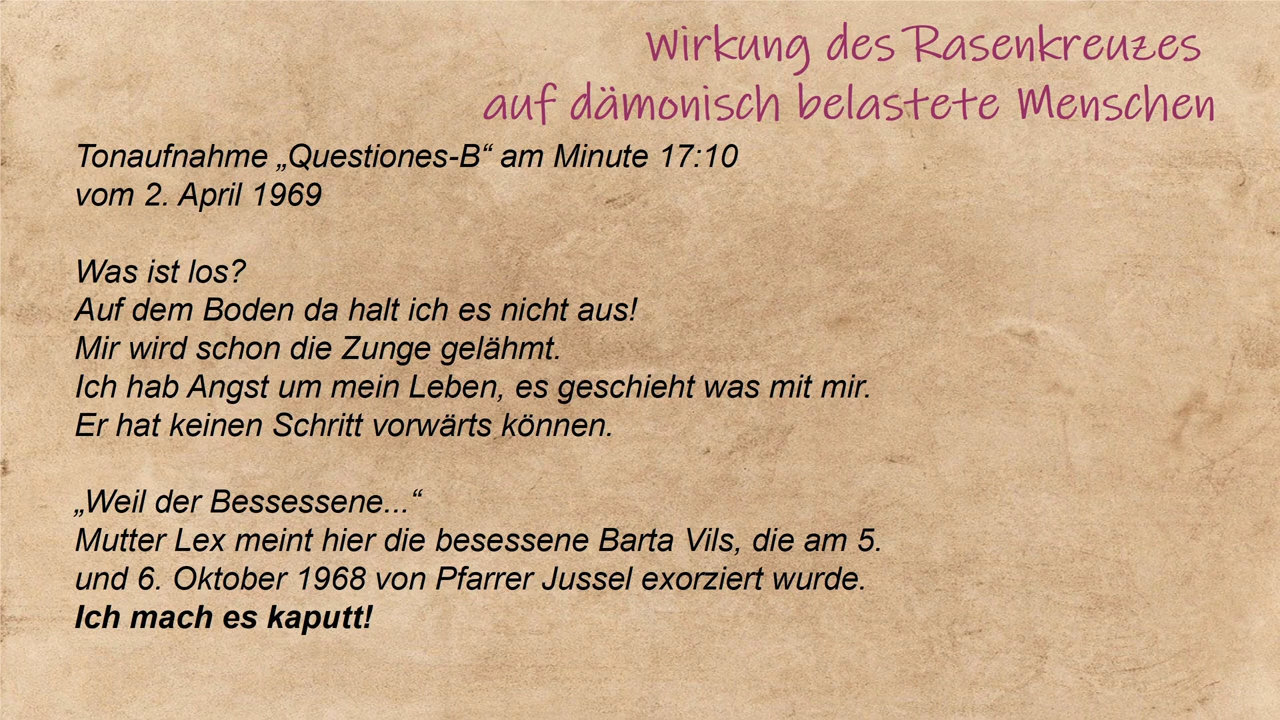 Wirkung des Rasenkreuzes
auf dämonisch belastete Menschen
Tonaufnahme „Questiones-B“ am Minute 17:10
vom 2. April 1969
Was ist los?
Auf dem Boden da halt ich es nicht aus!
Mir wird schon die Zunge gelähmt.
Ich hab Angst um mein Leben, es geschieht was mit mir.
Er hat keinen Schritt vorwärts können.
„Weil der Bessessene...“
Mutter Lex meint hier die besessene Barta Vils, die am 5.
und 6. Oktober 1968 von Pfarrer Jussel exorziert wurde.
Ich mach es kaputt!